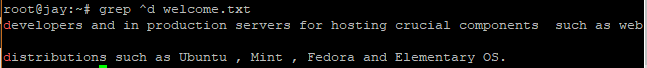 root@jay:~# grep ^d welcome.txt
developers and in production servers for hosting crucial components  such as web
distributions such as Ubuntu , Mint , Fedora and Elementary OS.